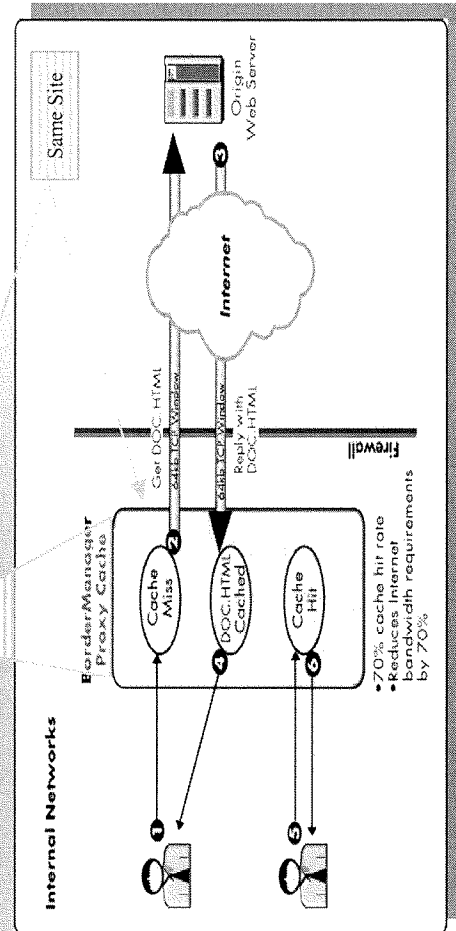 Internal Networks
BorderManager
Proxy Cache
Same Site
1
Cache
Miss
2
Get DOC.HTML
64kb TCP Window
Origin
Web Server
3
Internet
64kb TCP Window
Reply with
DOC.HTML
4
DOC.HTML
Cached
5
Cache
Hit
6
Firewall
•70% cache hit rate
•Reduces Internet
bandwidth requirements
by 70%